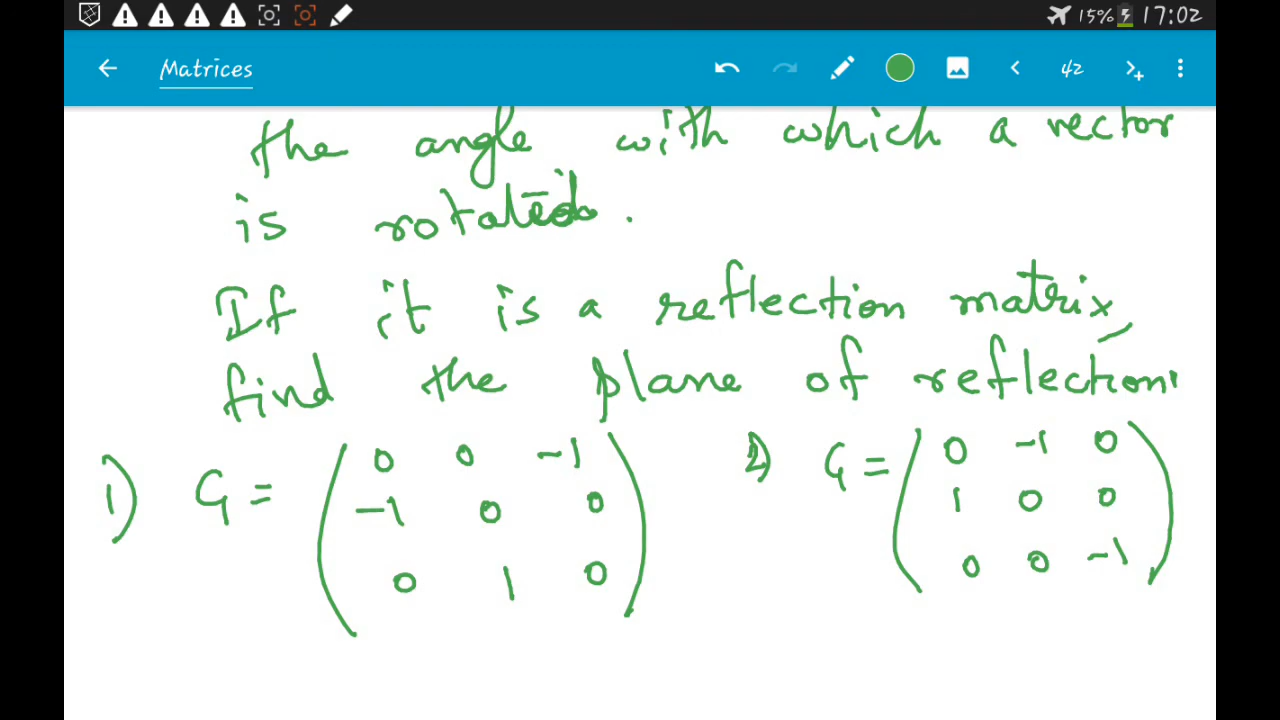 15% 17:02
Matrices 42
the angle with which a vector
is rotated.
If it is a reflection matrix,
find the plane of reflection.
1) G = ( 0 0 -1 2) G = ( 0 -1 0
-1 0 0 1 0 0
0 1 0 ) 0 0 -1 )